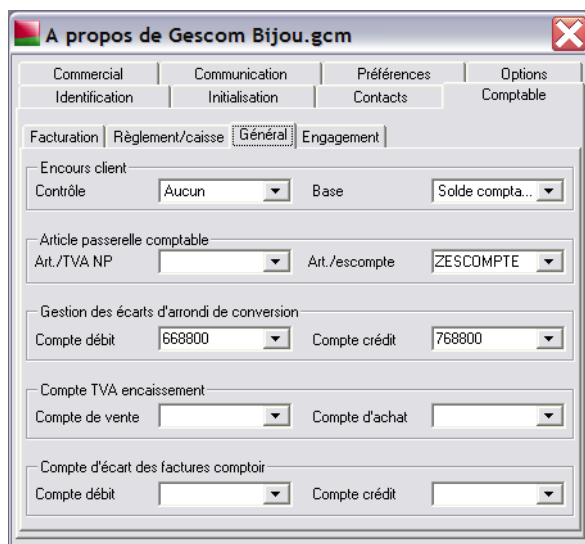 A propos de Gescom Bijou.gcm
Commercial Communication Préférences Options
Identification Initialisation Contacts Comptable
Facturation Règlement/caisse Général Engagement
Encours client
Contrôle Aucun Base Solde compta...
Article passerelle comptable
Art./TVA NP Art./escompte ZESCOMPTE
Gestion des écarts d'arrondi de conversion
Compte débit 668800 Compte crédit 768800
Compte TVA encaissement
Compte de vente Compte d'achat
Compte d'écart des factures comptoir
Compte débit Compte crédit